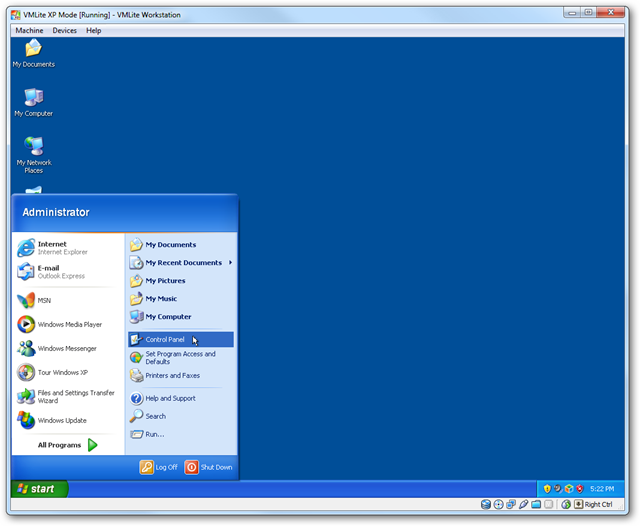 VMLite XP Mode [Running] - VMLite Workstation
Machine Devices Help
My Documents
My Computer
My Network
Places
Administrator
Internet
Internet Explorer
E-mail
Outlook Express
MSN
Windows Media Player
Windows Messenger
Tour Windows XP
Files and Settings Transfer
Wizard
Windows Update
All Programs
My Documents
My Recent Documents
My Pictures
My Music
My Computer
Control Panel
Set Program Access and
Defaults
Printers and Faxes
Help and Support
Search
Run...
Log Off
Shut Down
start
5:22 PM
Right Ctrl